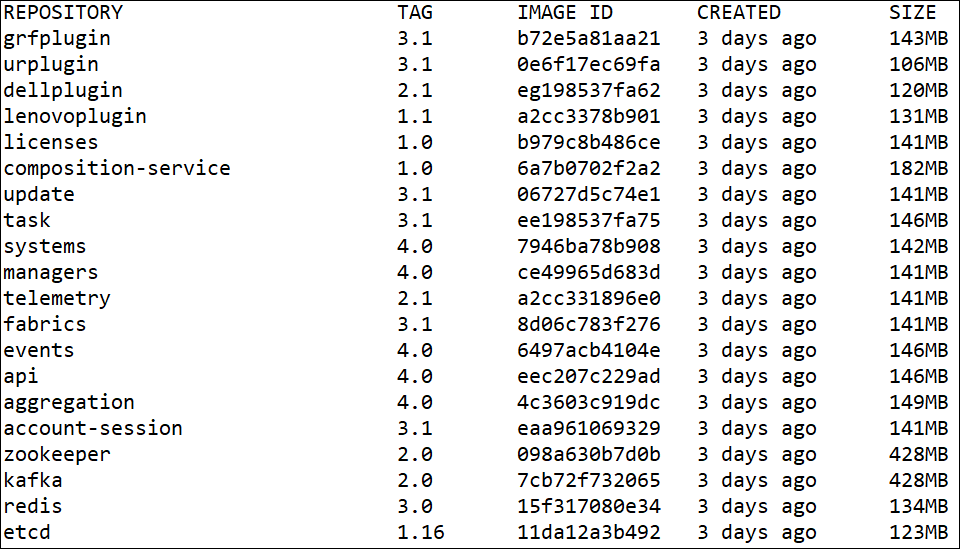 REPOSITORY TAG IMAGE ID CREATED SIZE
grfplugin 3.1 b72e5a81aa21 3 days ago 143MB
urplugin 3.1 0e6f17ec69fa 3 days ago 106MB
dellplugin 2.1 eg198537fa62 3 days ago 120MB
lenovoplugin 1.1 a2cc3378b901 3 days ago 131MB
licenses 1.0 b979c8b486ce 3 days ago 141MB
composition-service 1.0 6a7b0702f2a2 3 days ago 182MB
update 3.1 06727d5c74e1 3 days ago 141MB
task 3.1 ee198537fa75 3 days ago 146MB
systems 4.0 7946ba78b908 3 days ago 142MB
managers 4.0 ce49965d683d 3 days ago 141MB
telemetry 2.1 a2cc331896e0 3 days ago 141MB
fabrics 3.1 8d06c783f276 3 days ago 141MB
events 4.0 6497acb4104e 3 days ago 146MB
api 4.0 eec207c229ad 3 days ago 146MB
aggregation 4.0 4c3603c919dc 3 days ago 149MB
account-session 3.1 eaa961069329 3 days ago 141MB
zookeeper 2.0 098a630b7d0b 3 days ago 428MB
kafka 2.0 7cb72f732065 3 days ago 428MB
redis 3.0 15f317080e34 3 days ago 134MB
etcd 1.16 11da12a3b492 3 days ago 123MB